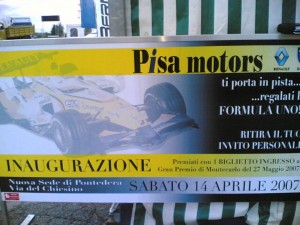 Pisa motors
RENAULT
ti porta in pista...
...regalati
FORMULA UNO!
RITIRA IL
INVITO PERSONAL
INAUGURAZIONE
Premiati con 3 BIGLIETTO INGRESSO
Gran Premio di Montecarlo del 27 Maggio 2007
Nuova Sede di Pontedera
Via del Chiesino
SABATO 14 APRILE 2007